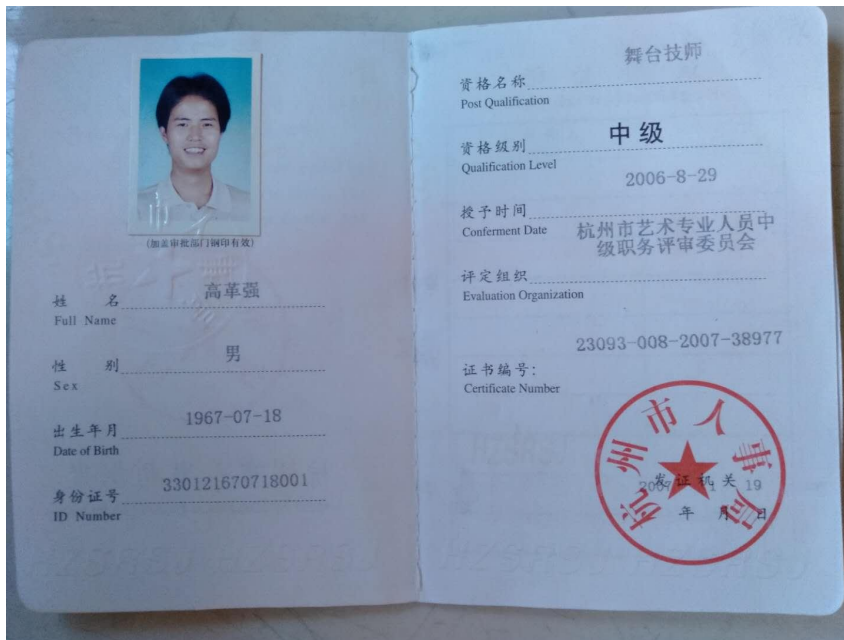 (加盖审批部门钢印有效)
姓 名 高革强
Full Name
性 别 男
Sex
出生年月 1967-07-18
Date of Birth
身份证号 330121670718001
ID Number
舞台技师
资格名称
Post Qualification
资格级别 中级
Qualification Level
2006-8-29
授予时间
Conferment Date
杭州市艺术专业人员中
级职务评审委员会
评定组织
Evaluation Organization
23093-008-2007-38977
证书编号:
Certificate Number
杭州市人事局
发证机关
2007 1 19
年 月 日